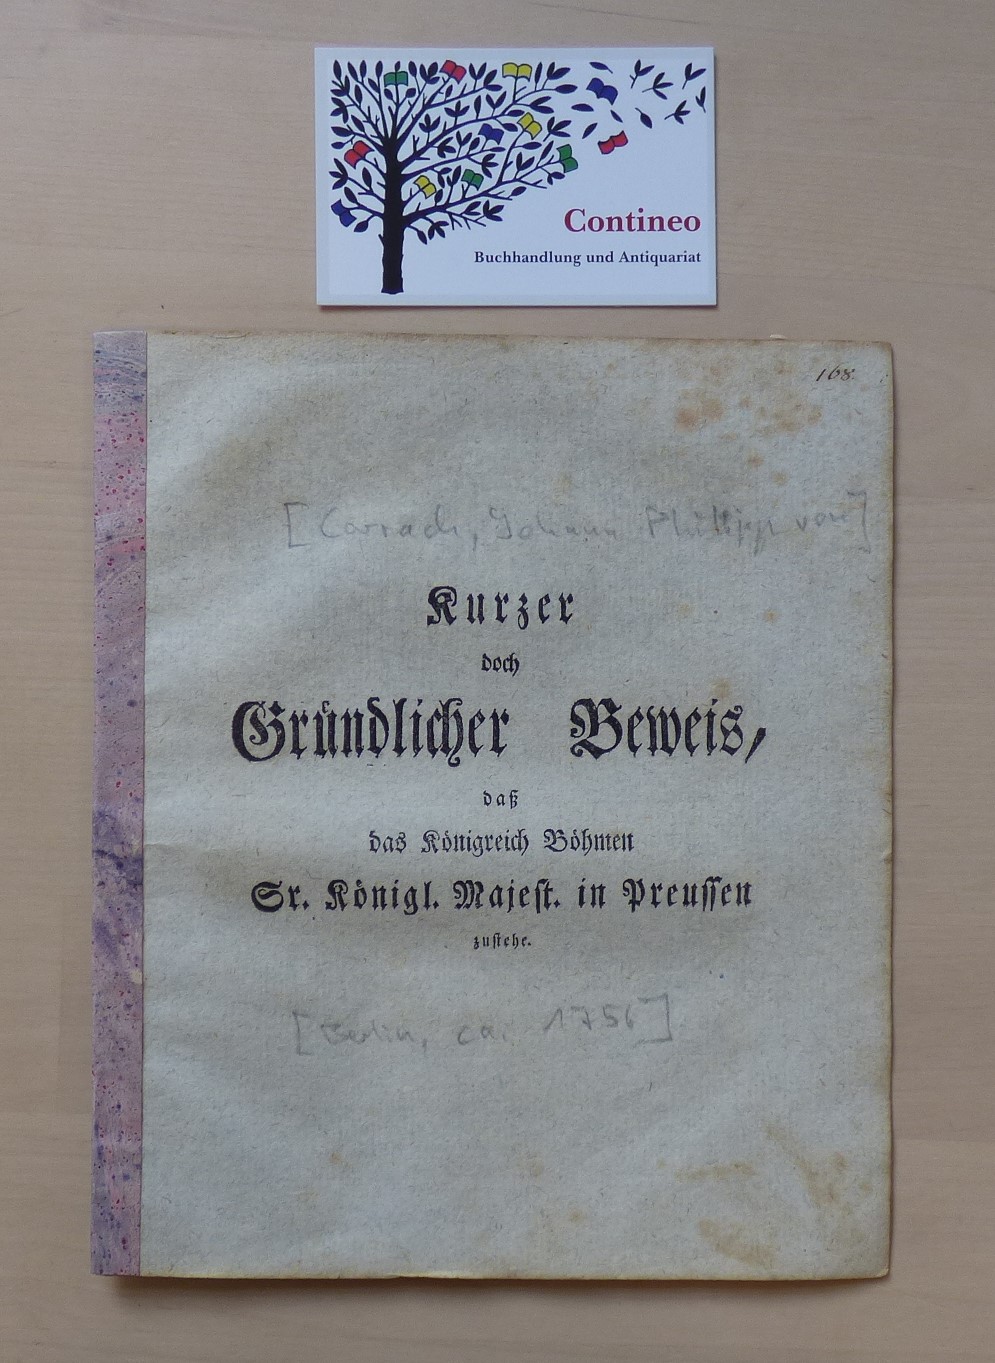 Contineo
Buchhandlung und Antiquariat
168.
[Carrach, Johann Philipp von]
Kurzer
doch
Gründlicher Beweis,
daß
das Königreich Böhmen
Sr. Königl. Majest. in Preussen
zustehe.
[Berlin, ca. 1756]